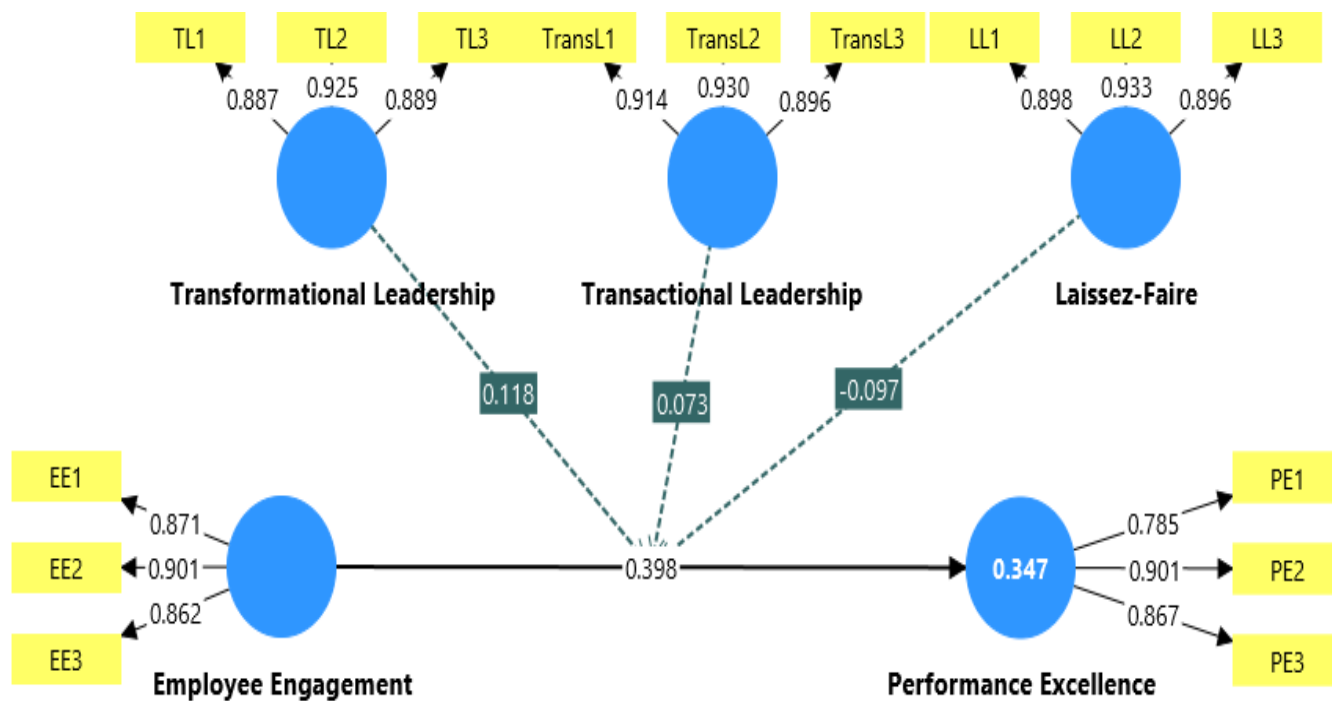 TL1 TL2 TL3 TransL1 TransL2 TransL3 LL1 LL2 LL3
0.887 0.925 0.889 0.914 0.930 0.896 0.898 0.933 0.896
Transformational Leadership Transactional Leadership Laissez-Faire
0.118 0.073 -0.097
EE1 PE1
0.871 0.785
EE2 0.901 0.398 0.347 0.901 PE2
0.862 0.867
EE3 PE3
Employee Engagement Performance Excellence